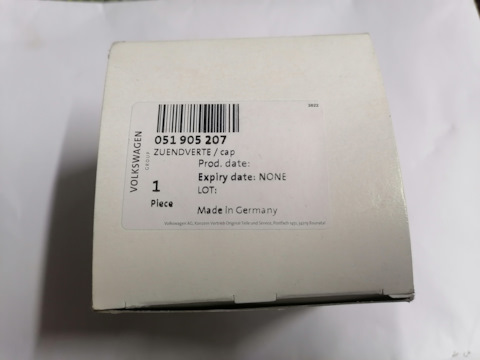 051 905 207
ZUENDVERTE / cap
Prod. date:
Expiry date: NONE
LOT:
Made in Germany
VOLKSWAGEN
GROUP
1
Piece